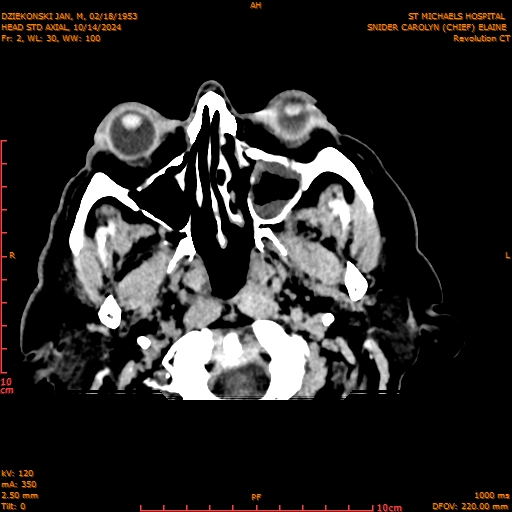 AH
DZIEKONSKI JAN, M, 02/18/1953
HEAD STD AXIAL, 10/14/2024
Fr: 2, WL: 30, WW: 100
ST MICHAELS HOSPITAL
SNIDER CAROLYN (CHIEF) ELAINE
Revolution CT
R
L
10
cm
kV: 120
mA: 350
2.50 mm
Tilt: 0
PF
10cm
1000 ms
DFOV: 220.00 mm